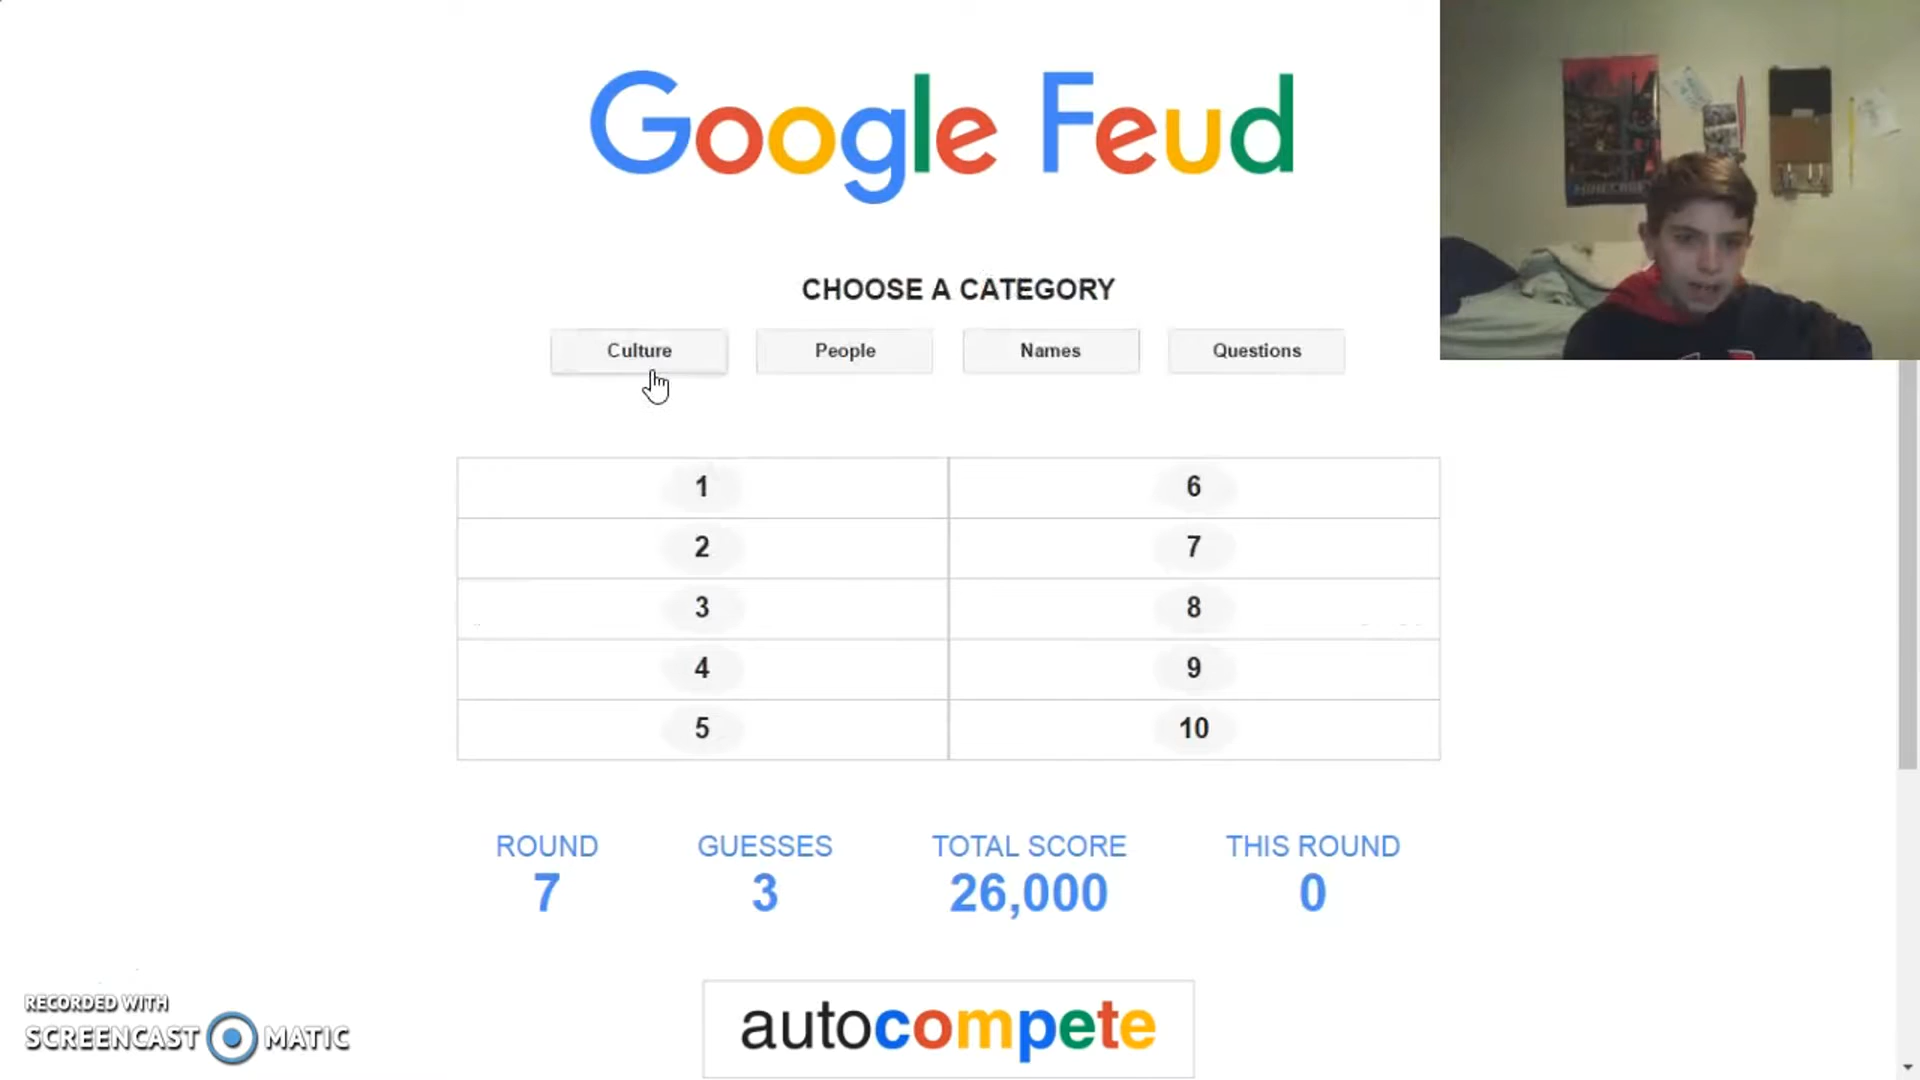 Google Feud
MINECRAFT
CHOOSE A CATEGORY
Culture People Names Questions
1 6
2 7
3 8
4 9
5 10
ROUND GUESSES TOTAL SCORE THIS ROUND
7 3 26,000 0
autocompete
RECORDED WITH
SCREENCAST MATIC